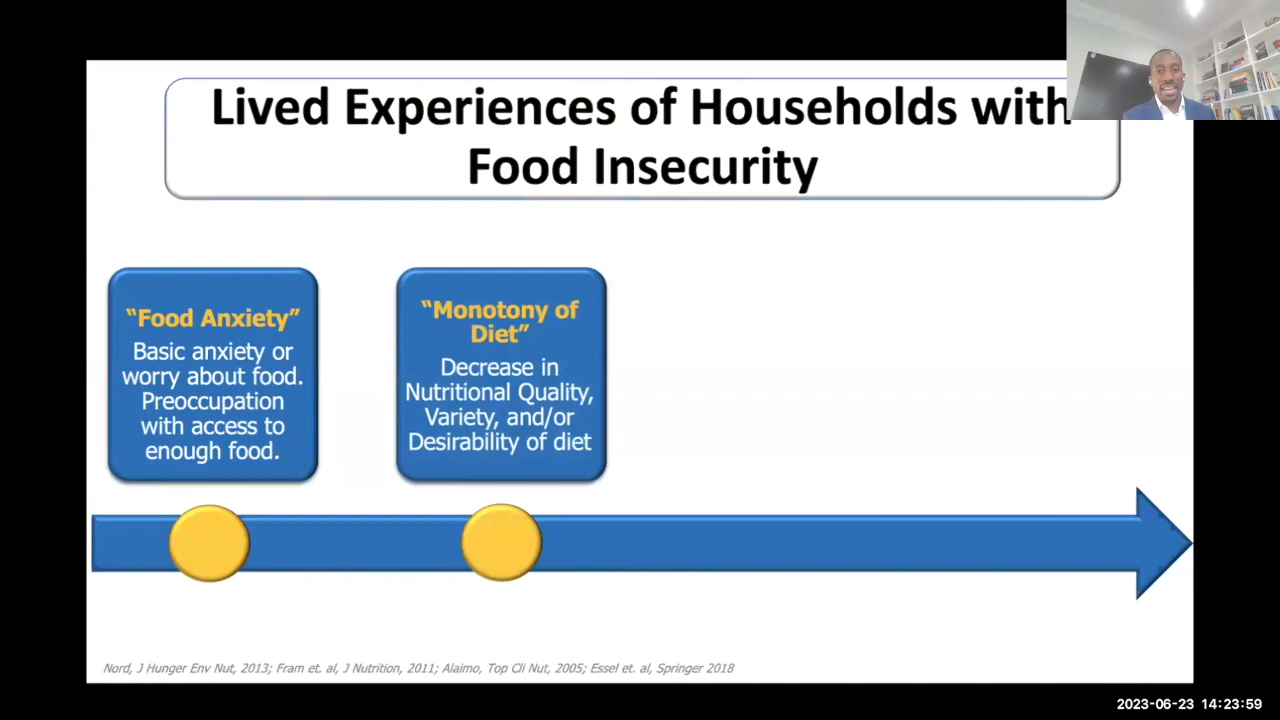 Lived Experiences of Households with
Food Insecurity
“Food Anxiety”
Basic anxiety or
worry about food.
Preoccupation
with access to
enough food.
“Monotony of
Diet”
Decrease in
Nutritional Quality,
Variety, and/or
Desirability of diet
Nord, J Hunger Env Nut, 2013; Fram et. al, J Nutrition, 2011; Alaimo, Top Cli Nut, 2005; Essel et. al, Springer 2018
2023-06-23 14:23:59